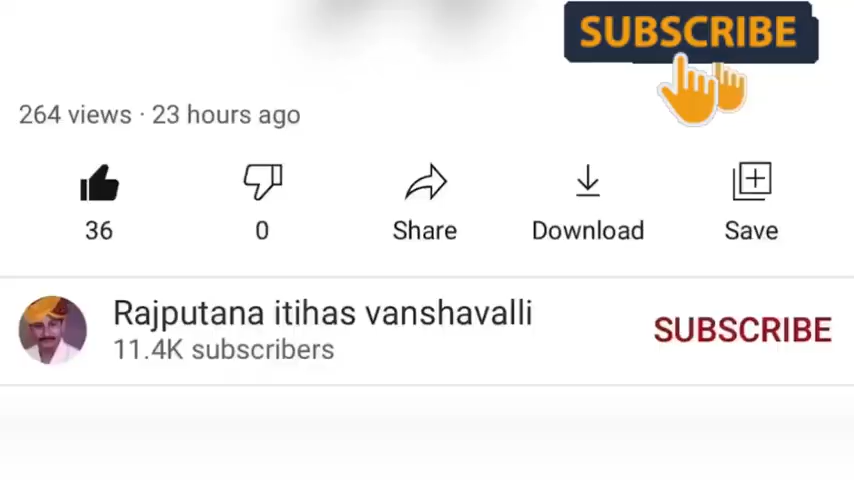 SUBSCRIBE
264 views · 23 hours ago
36 0 Share Download Save
Rajputana itihas vanshavalli
11.4K subscribers
SUBSCRIBE